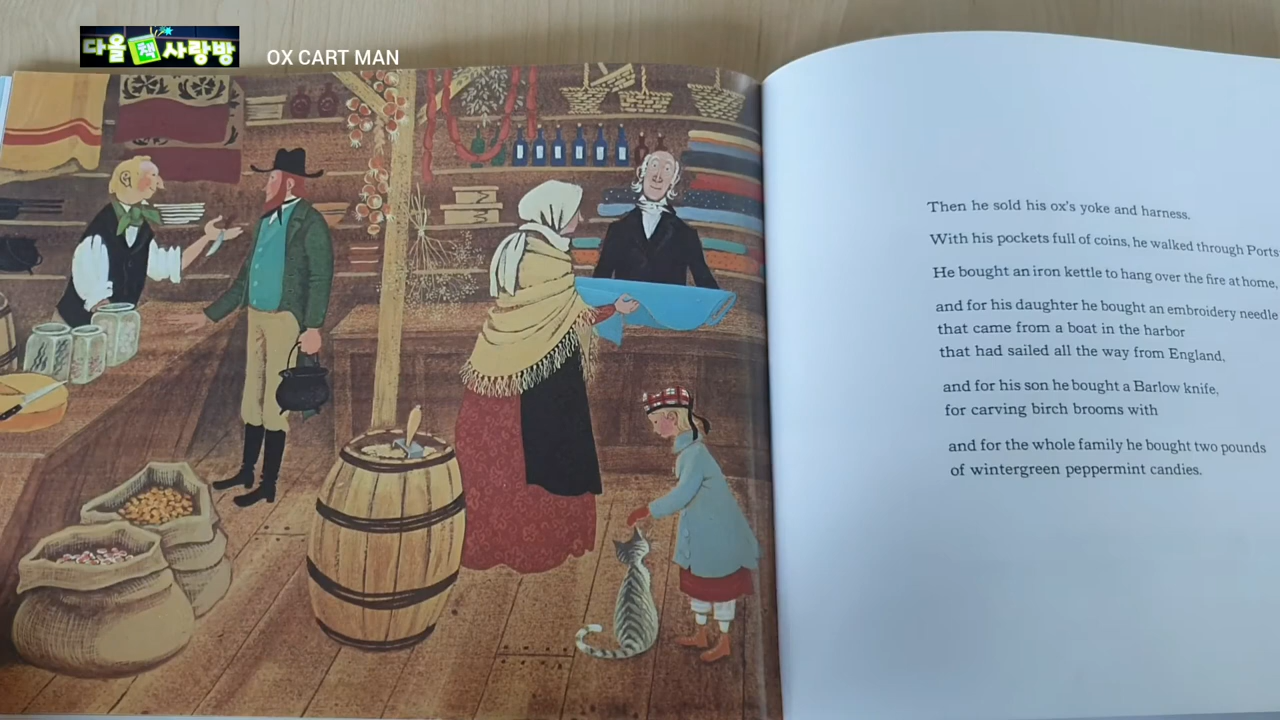 다올 책 사랑방
OX CART MAN
Then he sold his ox's yoke and harness.
With his pockets full of coins, he walked through Ports
He bought an iron kettle to hang over the fire at home,
and for his daughter he bought an embroidery needle
that came from a boat in the harbor
that had sailed all the way from England,
and for his son he bought a Barlow knife,
for carving birch brooms with
and for the whole family he bought two pounds
of wintergreen peppermint candies.